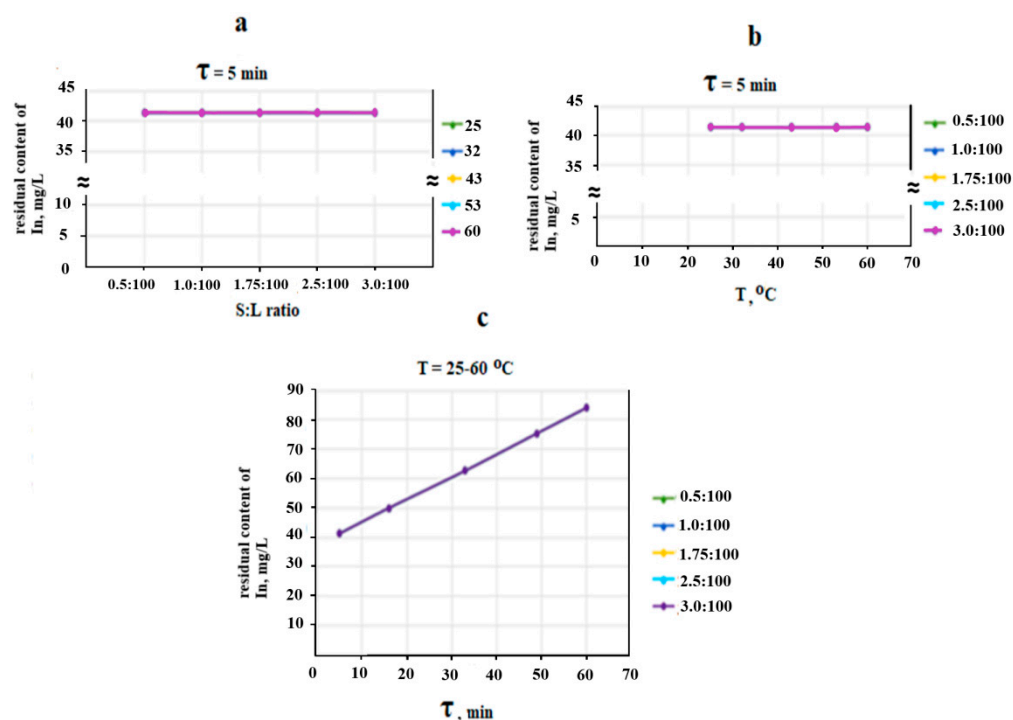 a
τ = 5 min
residual content of
In, mg/L
45
40
35
≈ ≈
10
5
0
0.5:100 1.0:100 1.75:100 2.5:100 3.0:100
S:L ratio
25
32
43
53
60
b
τ = 5 min
residual content of
In, mg/L
45
40
35
≈ ≈
5
0 10 20 30 40 50 60 70
T, ⁰C
0.5:100
1.0:100
1.75:100
2.5:100
3.0:100
c
T = 25-60 ⁰C
residual content of
In, mg/L
90
80
70
60
50
40
30
20
10
0 10 20 30 40 50 60 70
τ, min
0.5:100
1.0:100
1.75:100
2.5:100
3.0:100